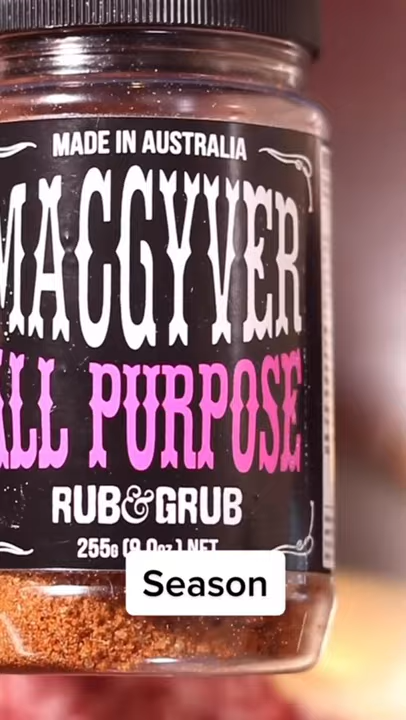 MADE IN AUSTRALIA
MACGYVER
ALL PURPOSE
RUB&GRUB
255g (9.0oz) NET
Season